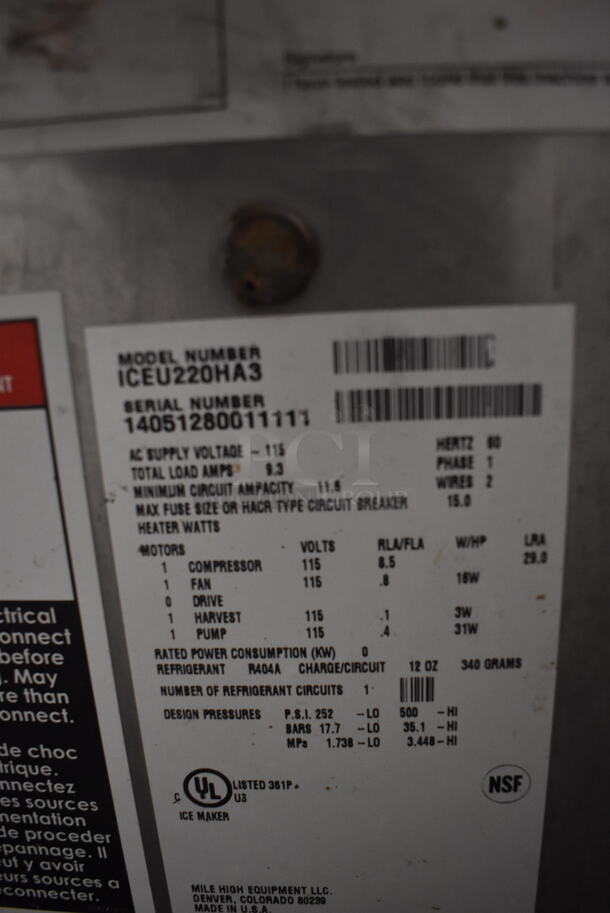 Signature
NT
MODEL NUMBER
ICEU220HA3
SERIAL NUMBER
14051280011111
AC SUPPLY VOLTAGE - 115 HERTZ 60
TOTAL LOAD AMPS 9.3 PHASE 1
MINIMUM CIRCUIT AMPACITY 11.6 WIRES 2
MAX FUSE SIZE OR HACR TYPE CIRCUIT BREAKER 15.0
HEATER WATTS
MOTORS VOLTS RLA/FLA W/HP LRA
1 COMPRESSOR 115 8.5 29.0
1 FAN 115 .8 16W
0 DRIVE
1 HARVEST 115 .1 3W
1 PUMP 115 .4 31W
RATED POWER CONSUMPTION (KW) 0
REFRIGERANT R404A CHARGE/CIRCUIT 12 OZ 340 GRAMS
NUMBER OF REFRIGERANT CIRCUITS 1
DESIGN PRESSURES P.S.I. 252 -LO 500 -HI
BARS 17.7 -LO 35.1 -HI
MPa 1.738 -LO 3.448 -HI
C UL US LISTED 361P
ICE MAKER
NSF
MILE HIGH EQUIPMENT LLC.
DENVER, COLORADO 80239
MADE IN U.S.A.
ctrical
onnect
before
g. May
re than
onnect.
de choc
trique.
nnectez
es sources
mentation
de proceder
epannage. Il
eut y avoir
eurs sources a
econnecter.